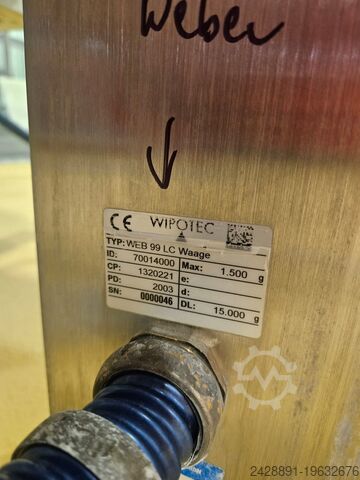 Weber
CE WIPOTEC
TYP: WEB 99 LC Waage
ID: 70014000 Max: 1.500 g
CP: 1320221 e: g
PD: 2003 d: g
SN: 0000046 DL: 15.000 g
2428891-19632676